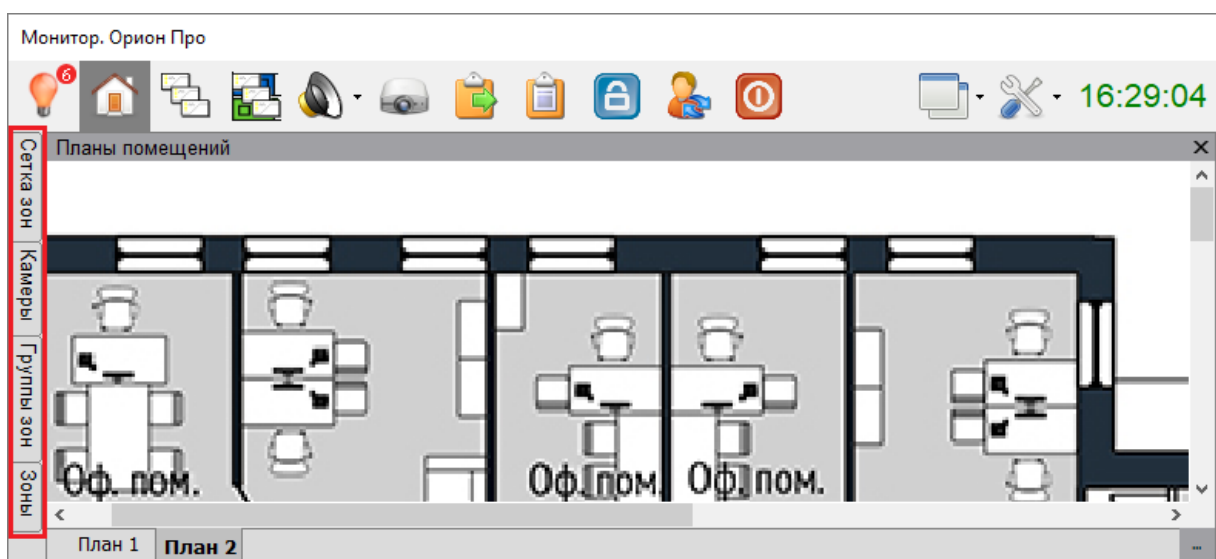 Монитор. Орион Про
6
16:29:04
Планы помещений
Сетка зон
Камеры
Группы зон
Зоны
Оф. пом.
Оф. пом.
Оф. пом.
План 1
План 2
...